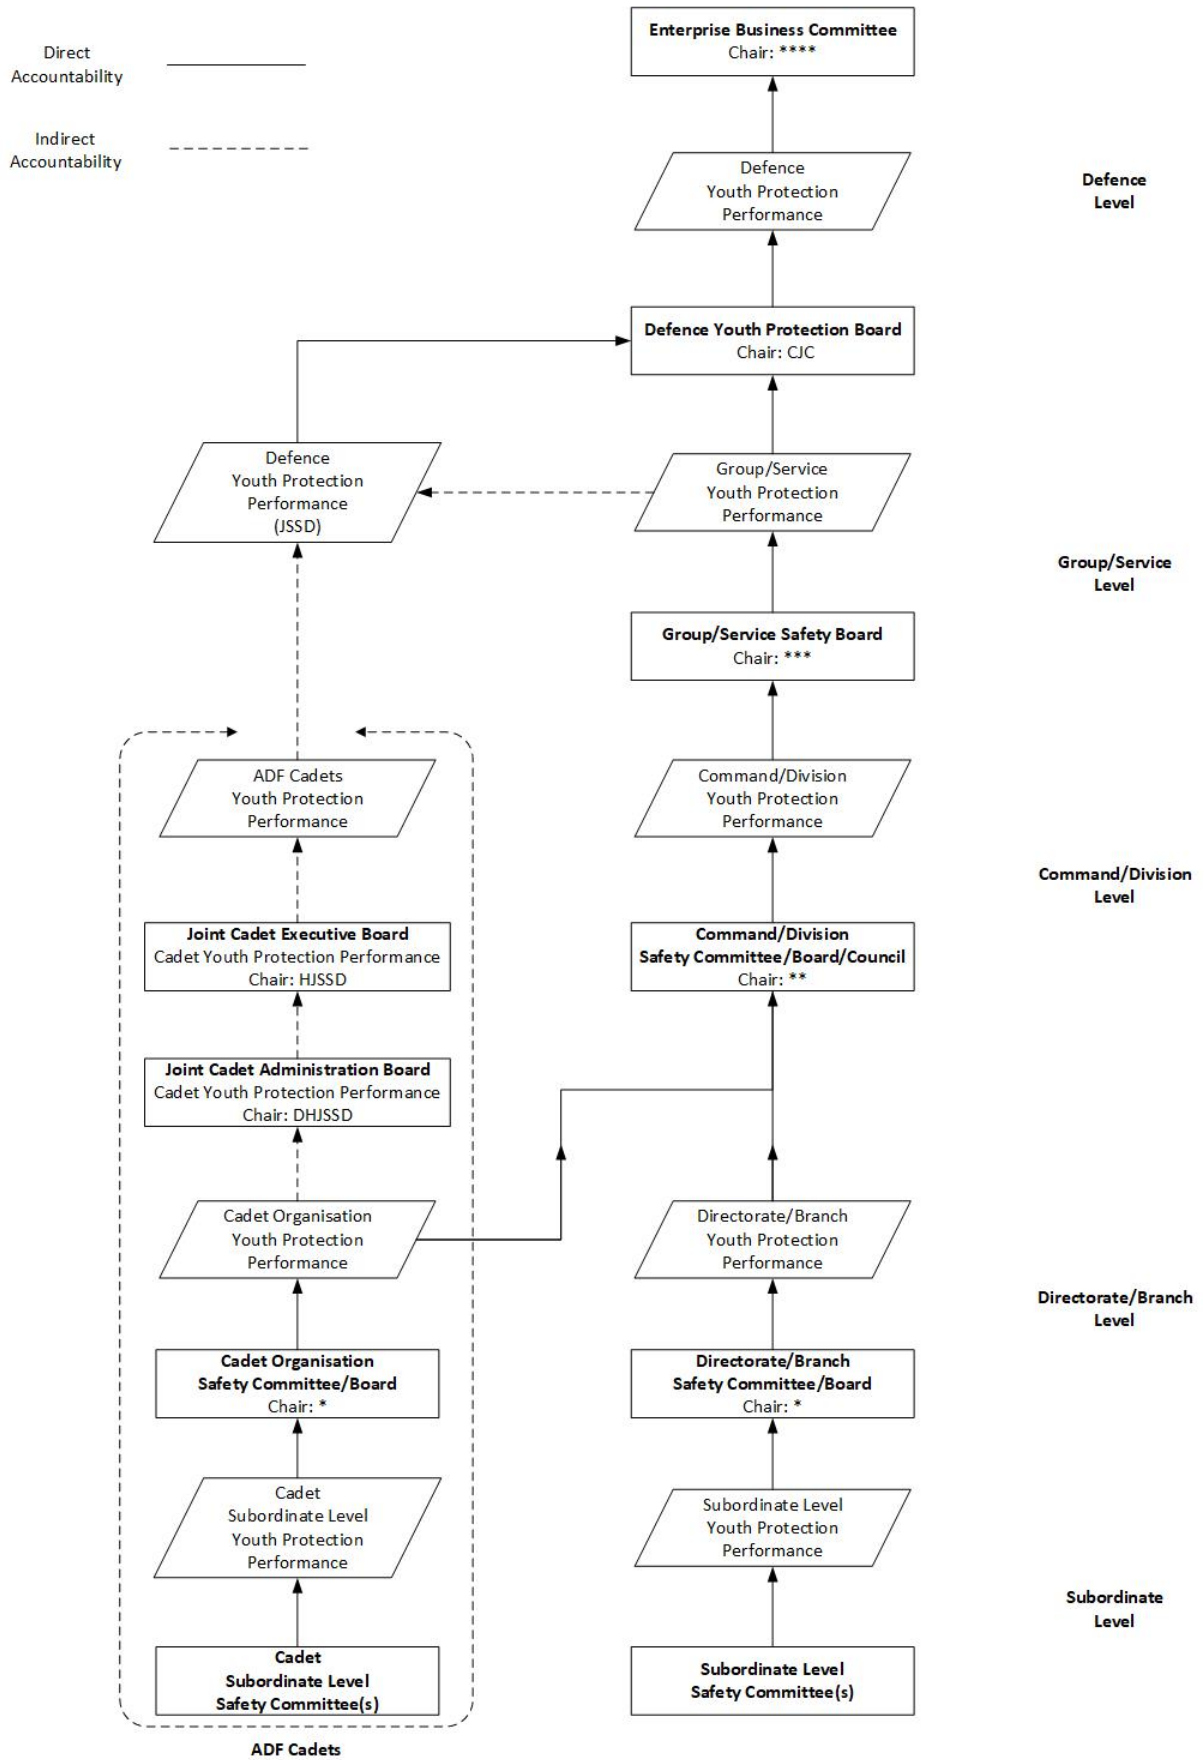 Direct
Accountability
Indirect
Accountability
Enterprise Business Committee
Chair: ****
Defence
Youth Protection
Performance
Defence
Level
Defence Youth Protection Board
Chair: CJC
Defence
Youth Protection
Performance
(JSSD)
Group/Service
Youth Protection
Performance
Group/Service
Level
Group/Service Safety Board
Chair: ***
ADF Cadets
Youth Protection
Performance
Command/Division
Youth Protection
Performance
Command/Division
Level
Joint Cadet Executive Board
Cadet Youth Protection Performance
Chair: HJSSD
Command/Division
Safety Committee/Board/Council
Chair: **
Joint Cadet Administration Board
Cadet Youth Protection Performance
Chair: DHJSSD
Cadet Organisation
Youth Protection
Performance
Directorate/Branch
Youth Protection
Performance
Directorate/Branch
Level
Cadet Organisation
Safety Committee/Board
Chair: *
Directorate/Branch
Safety Committee/Board
Chair: *
Cadet
Subordinate Level
Youth Protection
Performance
Subordinate Level
Youth Protection
Performance
Subordinate
Level
Cadet
Subordinate Level
Safety Committee(s)
Subordinate Level
Safety Committee(s)
ADF Cadets